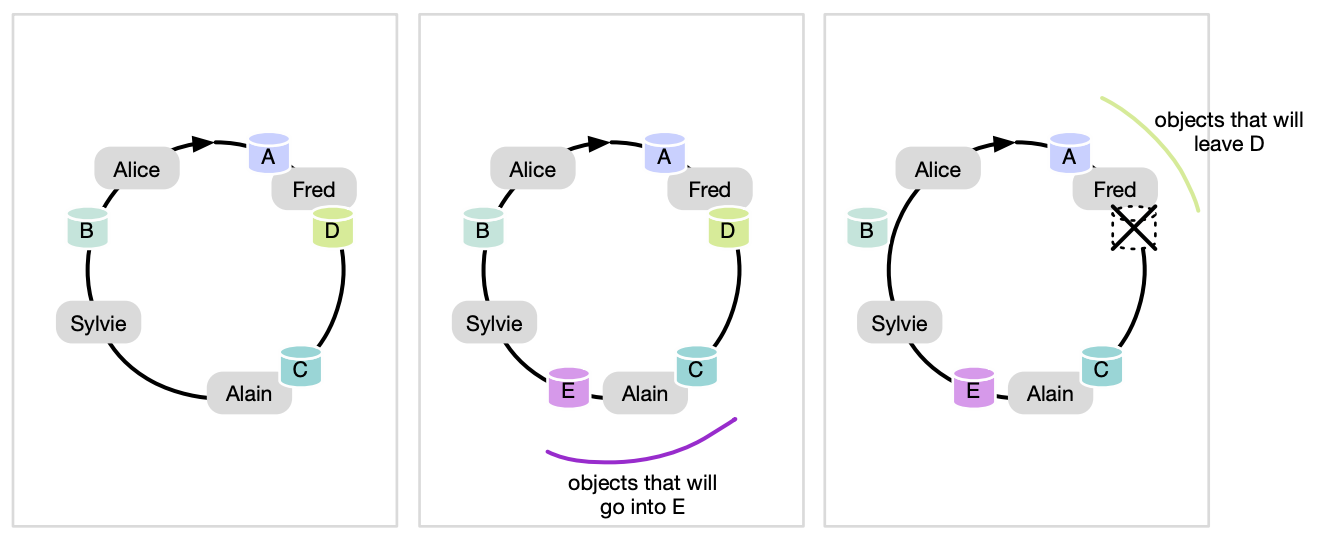 Alice
A
Fred
B
D
Sylvie
C
Alain
Alice
A
Fred
B
D
Sylvie
C
E
Alain
objects that will
go into E
Alice
A
Fred
B
objects that will
leave D
Sylvie
C
E
Alain